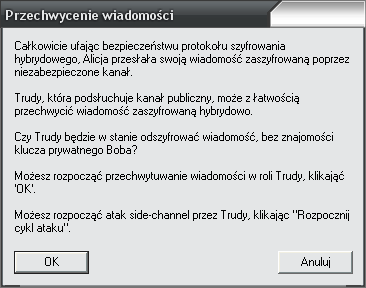 Przechwycenie wiadomości
Całkowicie ufając bezpieczeństwu protokołu szyfrowania
hybrydowego, Alicja przesłała swoją wiadomość zaszyfrowaną poprzez
niezabezpieczone kanał.
Trudy, która podsłuchuje kanał publiczny, może z łatwością
przechwycić wiadomość zaszyfrowaną hybrydowo.
Czy Trudy będzie w stanie odszyfrować wiadomość, bez znajomości
klucza prywatnego Boba?
Możesz rozpocząć przechwytuwanie wiadomości w roli Trudy, klikając
'OK'.
Możesz rozpocząć atak side-channel przez Trudy, klikając "Rozpocznij
cykl ataku".
OK
Anuluj